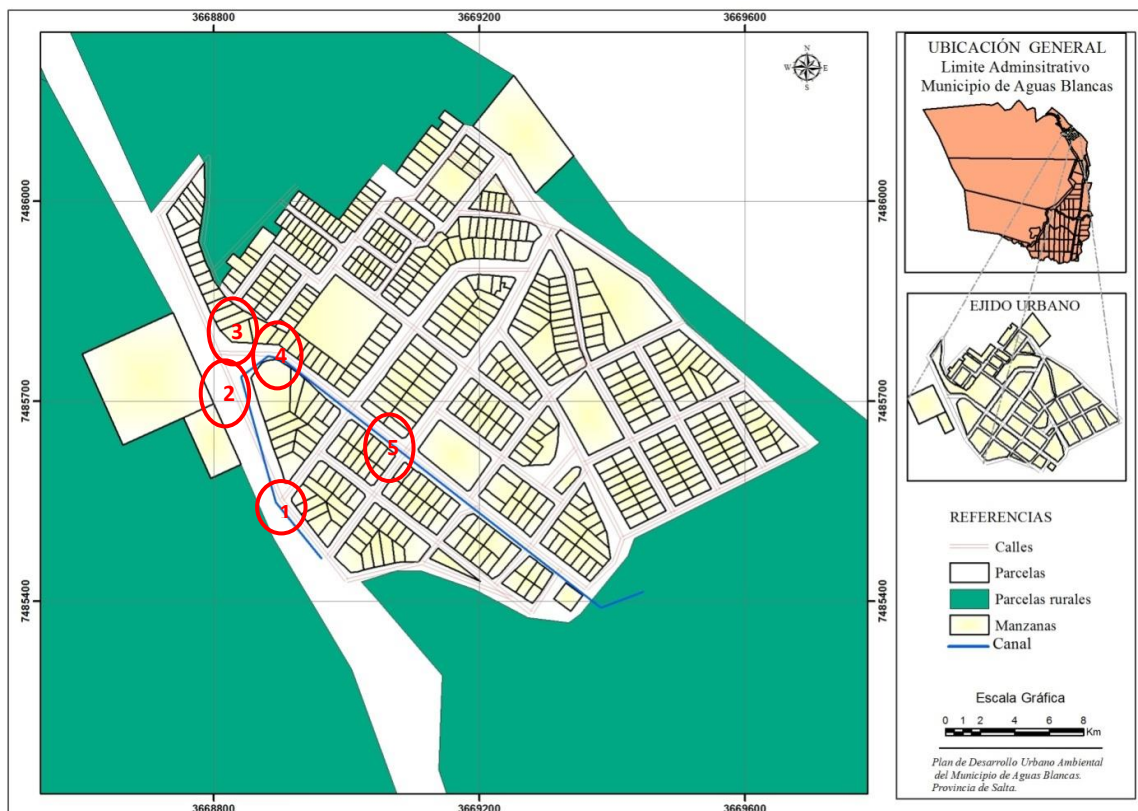 3668800
3669200
3669600
7486000
7485700
7485400
7486000
7485700
7485400
3668800
3669200
3669600
N
W
E
S
3
4
2
5
1
UBICACIÓN GENERAL
Limite Adminsitrativo
Municipio de Aguas Blancas
EJIDO URBANO
REFERENCIAS
Calles
Parcelas
Parcelas rurales
Manzanas
Canal
Escala Gráfica
0 1 2 4 6 8
Km
Plan de Desarrollo Urbano Ambiental
del Municipio de Aguas Blancas.
Provincia de Salta.